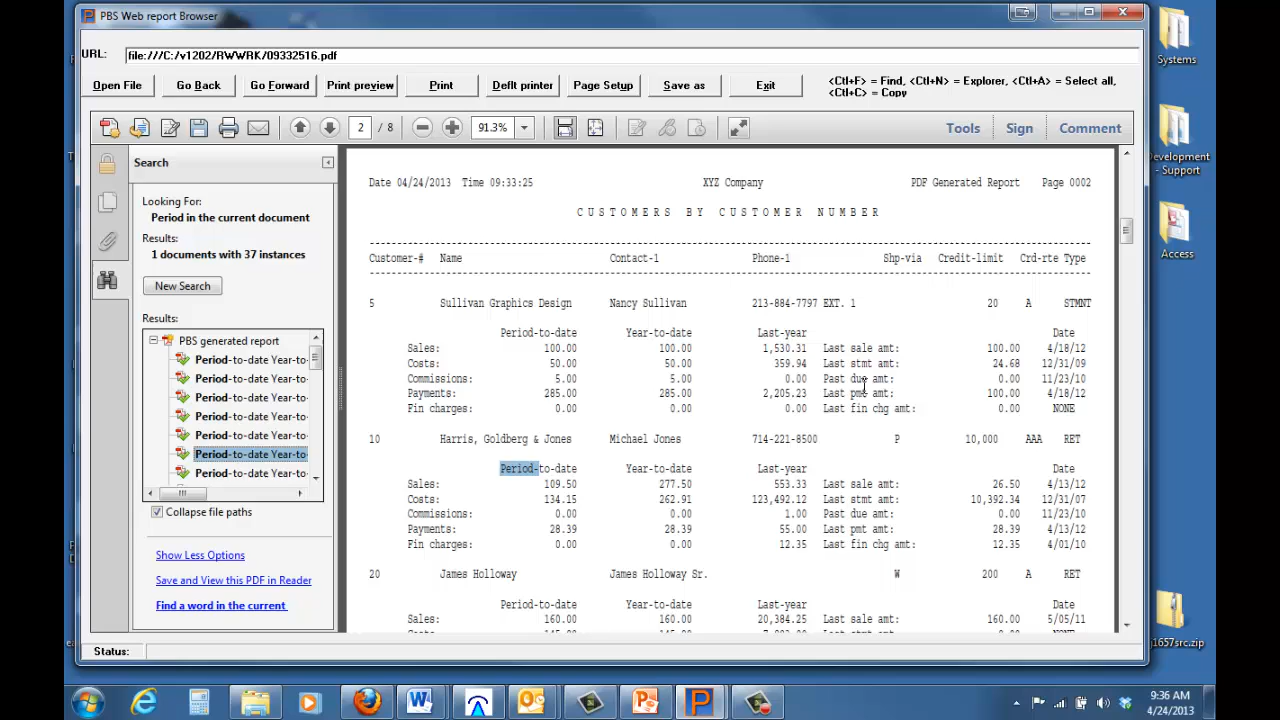 PBS Web report Browser
URL: file:///C:/v1202/RWWRK/09332516.pdf
Open File Go Back Go Forward Print preview Print Deflt printer Page Setup Save as Exit
<Ctl+F> = Find, <Ctl+N> = Explorer, <Ctl+A> = Select all,
<Ctl+C> = Copy
2 / 8 91.3% Tools Sign Comment
Search
Looking For:
Period in the current document
Results:
1 documents with 37 instances
New Search
Results:
PBS generated report
Period-to-date Year-to-
Period-to-date Year-to-
Period-to-date Year-to-
Period-to-date Year-to-
Period-to-date Year-to-
Period-to-date Year-to-
Period-to-date Year-to-
Collapse file paths
Show Less Options
Save and View this PDF in Reader
Find a word in the current
Date 04/24/2013 Time 09:33:25 XYZ Company PDF Generated Report Page 0002
C U S T O M E R S B Y C U S T O M E R N U M B E R
Customer-# Name Contact-1 Phone-1 Shp-via Credit-limit Crd-rte Type
5 Sullivan Graphics Design Nancy Sullivan 213-884-7797 EXT. 1 20 A STMNT
Period-to-date Year-to-date Last-year Date
Sales: 100.00 100.00 1,530.31 Last sale amt: 100.00 4/18/12
Costs: 50.00 50.00 359.94 Last stmt amt: 24.68 12/31/09
Commissions: 5.00 5.00 0.00 Past due amt: 0.00 11/23/10
Payments: 285.00 285.00 2,205.23 Last pmt amt: 100.00 4/18/12
Fin charges: 0.00 0.00 0.00 Last fin chg amt: 0.00 NONE
10 Harris, Goldberg & Jones Michael Jones 714-221-8500 P 10,000 AAA RET
Period-to-date Year-to-date Last-year Date
Sales: 109.50 277.50 553.33 Last sale amt: 26.50 4/13/12
Costs: 134.15 262.91 123,492.12 Last stmt amt: 10,392.34 12/31/07
Commissions: 0.00 0.00 1.00 Past due amt: 0.00 11/23/10
Payments: 28.39 28.39 55.00 Last pmt amt: 28.39 4/13/12
Fin charges: 0.00 0.00 12.35 Last fin chg amt: 12.35 4/01/10
20 James Holloway James Holloway Sr. W 200 A RET
Period-to-date Year-to-date Last-year Date
Sales: 160.00 160.00 20,384.25 Last sale amt: 160.00 5/05/11
Status:
Systems
Development
- Support
Access
j1657src.zip
9:36 AM
4/24/2013